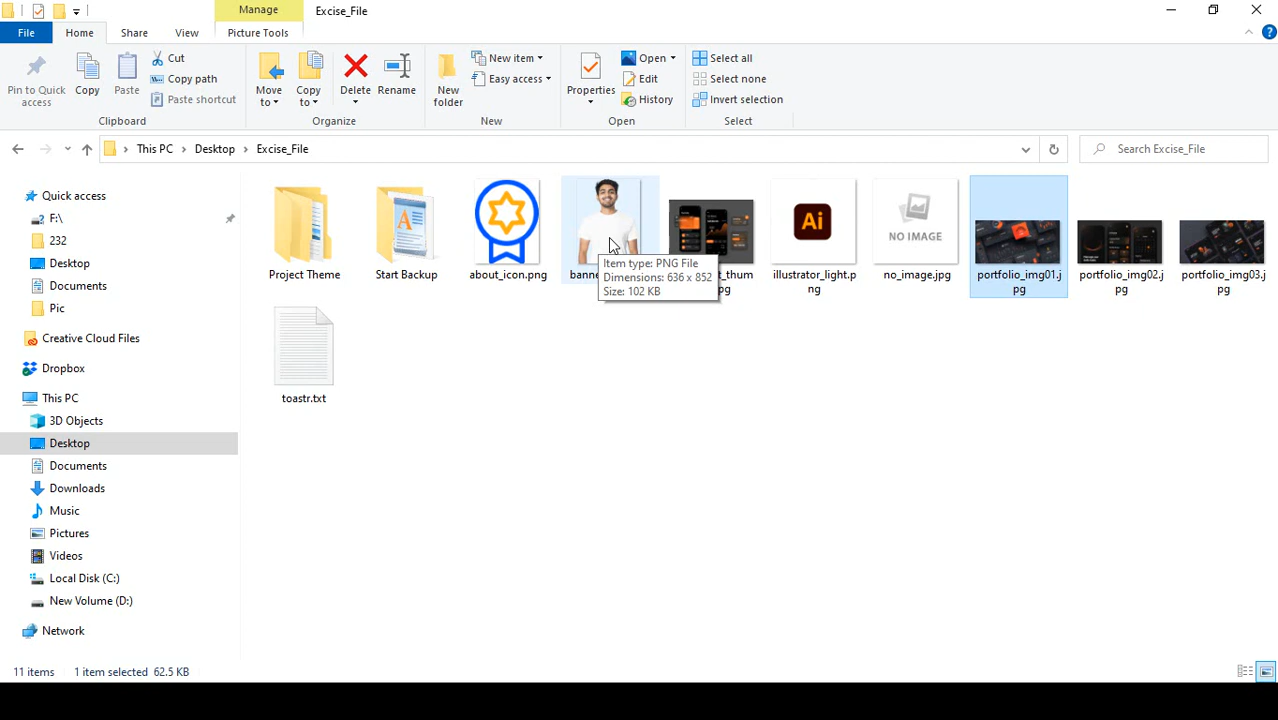 Manage
Excise_File
File
Home
Share
View
Picture Tools
Pin to Quick access
Copy
Paste
Cut
Copy path
Paste shortcut
Clipboard
Move to
Copy to
Delete
Rename
Organize
New folder
New item
Easy access
New
Properties
Open
Edit
History
Open
Select all
Select none
Invert selection
Select
This PC
Desktop
Excise_File
Search Excise_File
Quick access
F:\
232
Desktop
Documents
Pic
Creative Cloud Files
Dropbox
This PC
3D Objects
Desktop
Documents
Downloads
Music
Pictures
Videos
Local Disk (C:)
New Volume (D:)
Network
A
Ai
NO IMAGE
Project Theme
Start Backup
about_icon.png
illustrator_light.p
ng
no_image.jpg
portfolio_img01.j
pg
portfolio_img02.j
pg
portfolio_img03.j
pg
Item type: PNG File
Dimensions: 636 x 852
Size: 102 KB
toastr.txt
11 items
1 item selected 62.5 KB